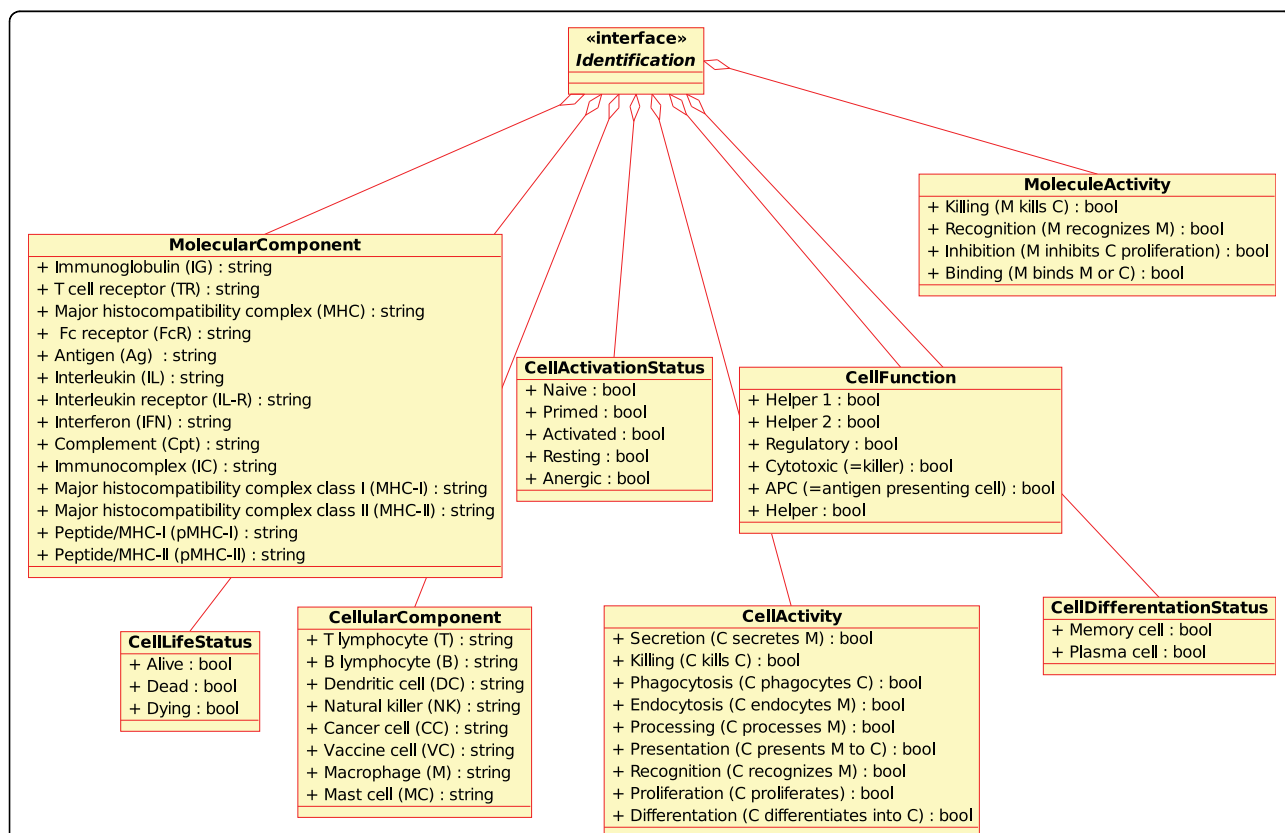 «interface»
Identification
MoleculeActivity
+ Killing (M kills C) : bool
+ Recognition (M recognizes M) : bool
+ Inhibition (M inhibits C proliferation) : bool
+ Binding (M binds M or C) : bool
MolecularComponent
+ Immunoglobulin (IG) : string
+ T cell receptor (TR) : string
+ Major histocompatibility complex (MHC) : string
+ Fc receptor (FcR) : string
+ Antigen (Ag) : string
+ Interleukin (IL) : string
+ Interleukin receptor (IL-R) : string
+ Interferon (IFN) : string
+ Complement (Cpt) : string
+ Immunocomplex (IC) : string
+ Major histocompatibility complex class I (MHC-I) : string
+ Major histocompatibility complex class II (MHC-II) : string
+ Peptide/MHC-I (pMHC-I) : string
+ Peptide/MHC-II (pMHC-II) : string
CellActivationStatus
+ Naive : bool
+ Primed : bool
+ Activated : bool
+ Resting : bool
+ Anergic : bool
CellFunction
+ Helper 1 : bool
+ Helper 2 : bool
+ Regulatory : bool
+ Cytotoxic (=killer) : bool
+ APC (=antigen presenting cell) : bool
+ Helper : bool
CellLifeStatus
+ Alive : bool
+ Dead : bool
+ Dying : bool
CellularComponent
+ T lymphocyte (T) : string
+ B lymphocyte (B) : string
+ Dendritic cell (DC) : string
+ Natural killer (NK) : string
+ Cancer cell (CC) : string
+ Vaccine cell (VC) : string
+ Macrophage (M) : string
+ Mast cell (MC) : string
CellActivity
+ Secretion (C secretes M) : bool
+ Killing (C kills C) : bool
+ Phagocytosis (C phagocytes C) : bool
+ Endocytosis (C endocytes M) : bool
+ Processing (C processes M) : bool
+ Presentation (C presents M to C) : bool
+ Recognition (C recognizes M) : bool
+ Proliferation (C proliferates) : bool
+ Differentation (C differentiates into C) : bool
CellDifferentationStatus
+ Memory cell : bool
+ Plasma cell : bool